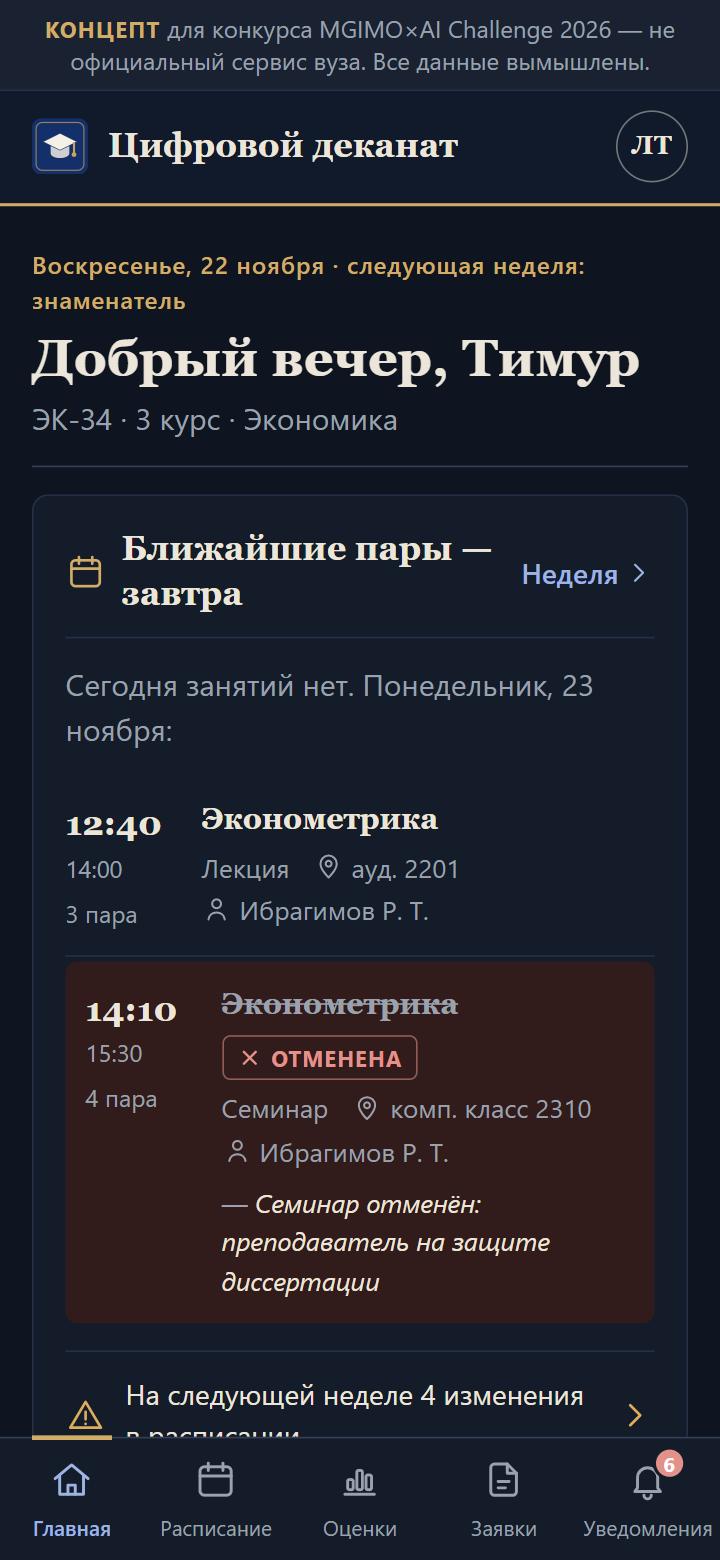 КОНЦЕПТ для конкурса MGIMO×AI Challenge 2026 — не
официальный сервис вуза. Все данные вымышлены.
Цифровой деканат
ЛТ
Воскресенье, 22 ноября · следующая неделя:
знаменатель
Добрый вечер, Тимур
ЭК-34 · 3 курс · Экономика
Ближайшие пары —
завтра
Неделя
Сегодня занятий нет. Понедельник, 23
ноября:
12:40
14:00
3 пара
Эконометрика
Лекция ауд. 2201
Ибрагимов Р. Т.
14:10
15:30
4 пара
Эконометрика
ОТМЕНЕНА
Семинар комп. класс 2310
Ибрагимов Р. Т.
— Семинар отменён:
преподаватель на защите
диссертации
На следующей неделе 4 изменения
в расписании
6
Главная
Расписание
Оценки
Заявки
Уведомления